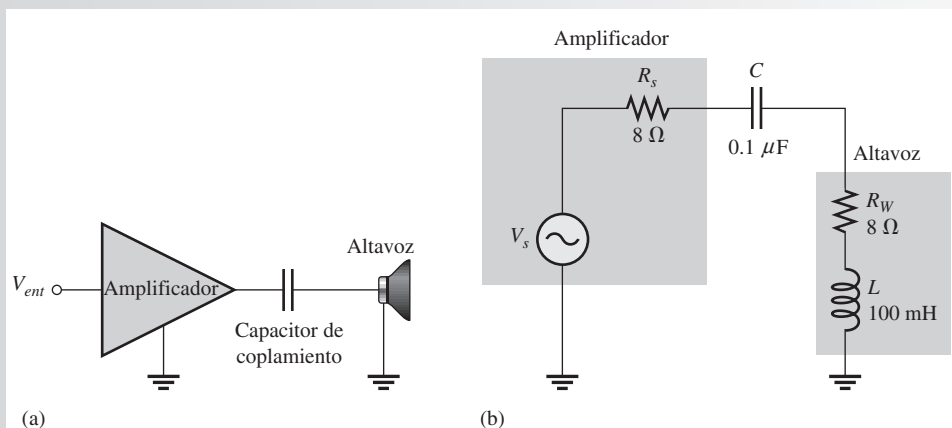 Amplificador
R_s
8 Ω
C
0.1 μF
Altavoz
R_W
8 Ω
V_s
L
100 mH
Altavoz
V_ent
Amplificador
Capacitor de
coplamiento
(a)
(b)